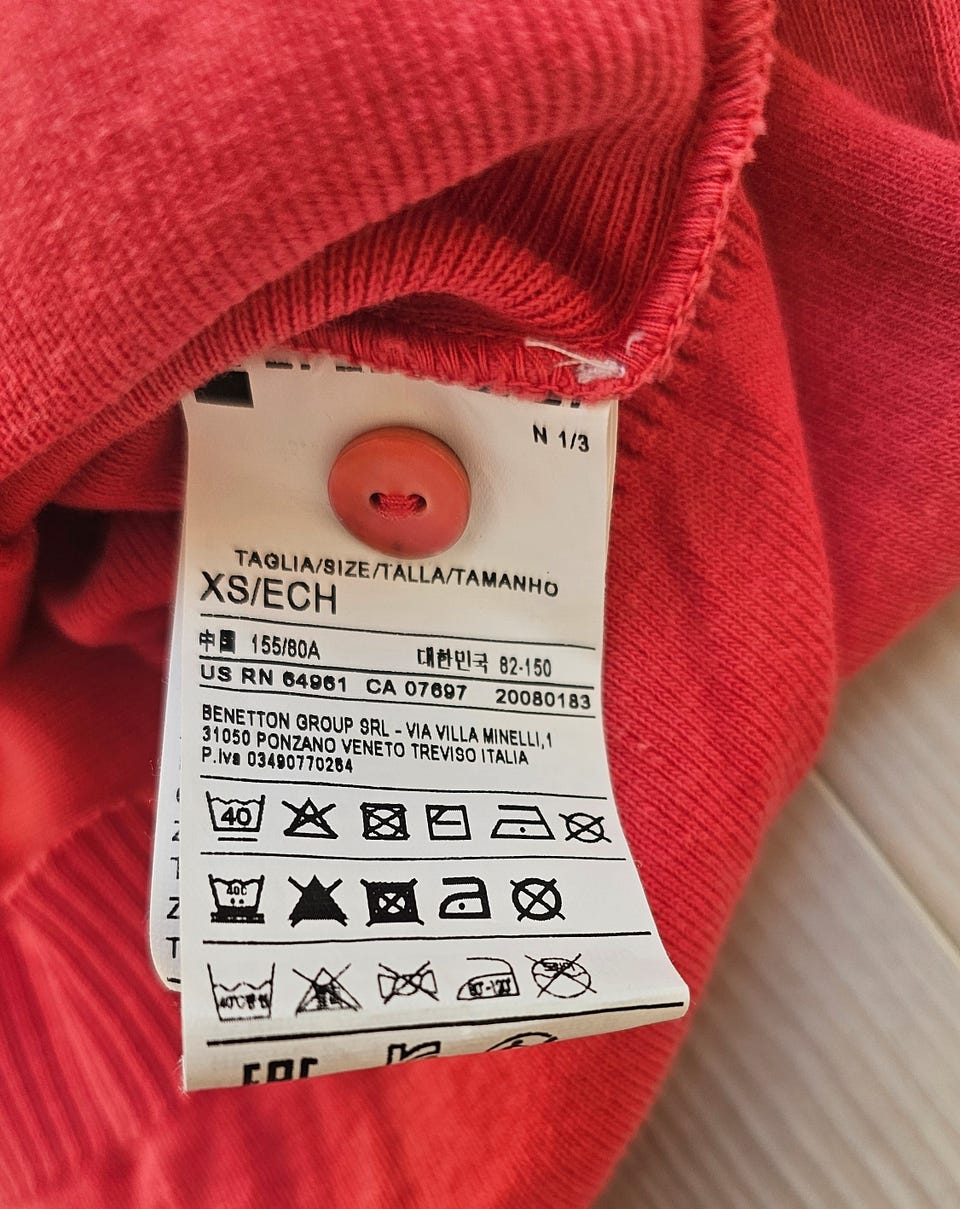 N 1/3
TAGLIA/SIZE/TALLA/TAMANHO
XS/ECH
中国 155/80A 대한민국 82-150
US RN 64961 CA 07697 20080183
BENETTON GROUP SRL - VIA VILLA MINELLI,1
31050 PONZANO VENETO TREVISO ITALIA
P.Iva 03490770264
40
40C
40℃